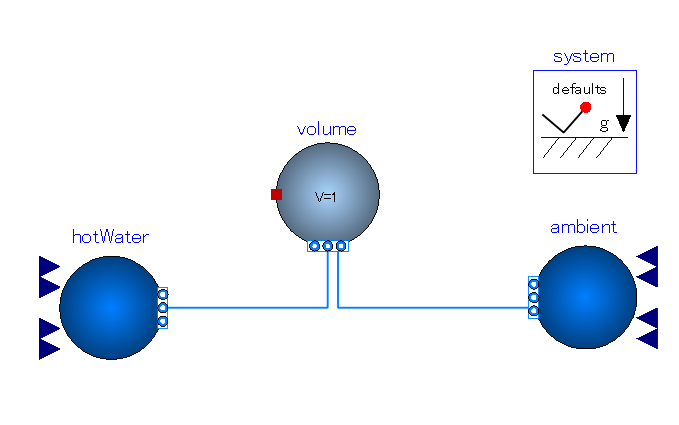 system
defaults
g
volume
V=1
ambient
hotWater